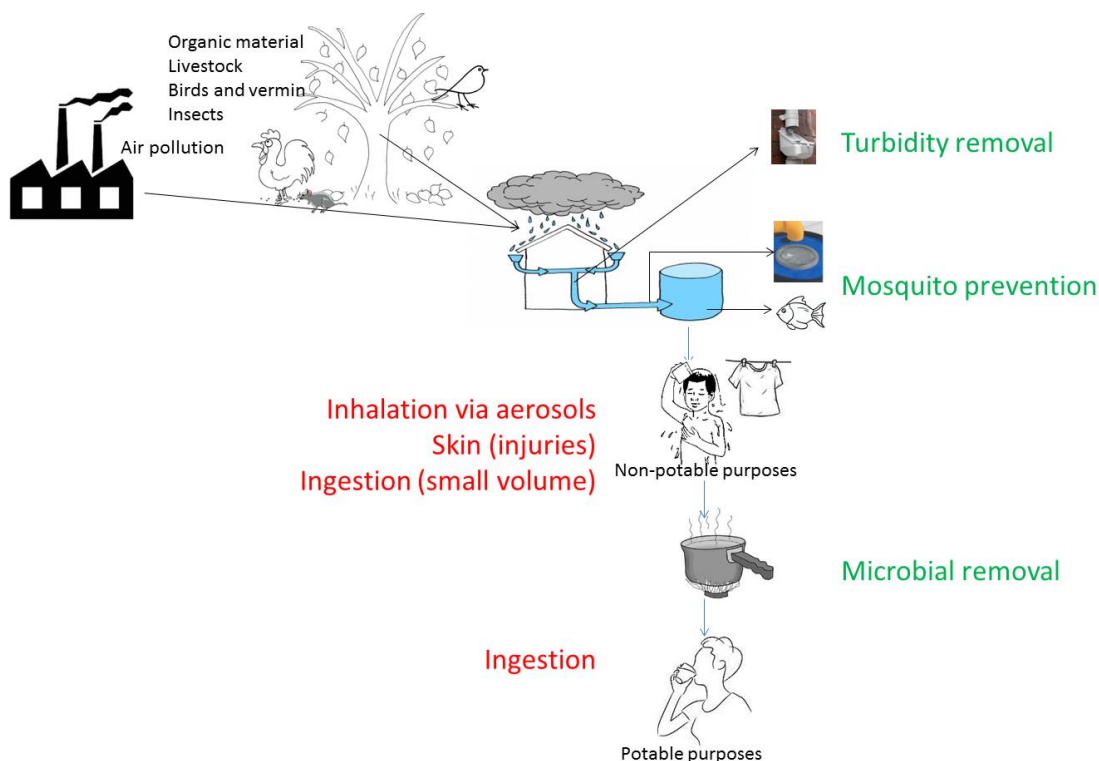 Organic material
Livestock
Birds and vermin
Insects
Air pollution
Turbidity removal
Mosquito prevention
Inhalation via aerosols
Skin (injuries)
Ingestion (small volume)
Non-potable purposes
Microbial removal
Ingestion
Potable purposes